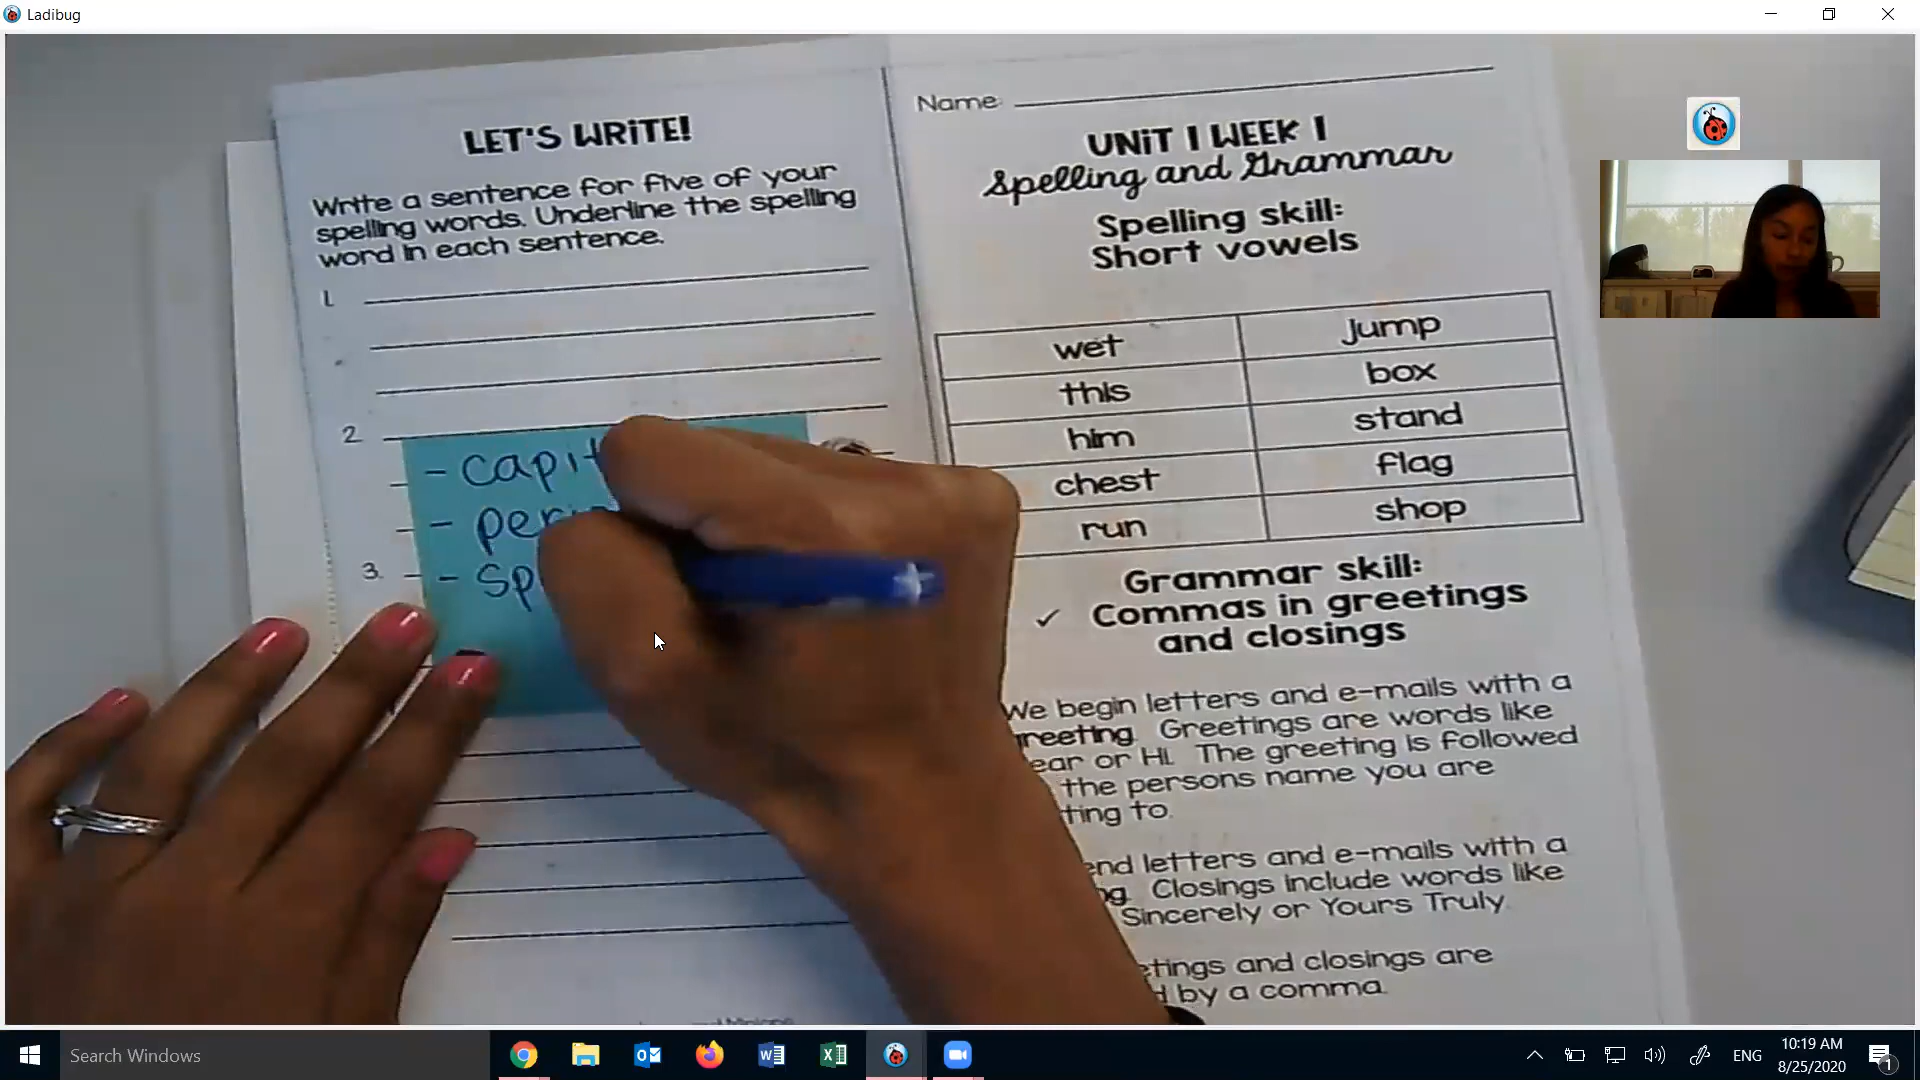 Ladibug
LET'S WRITE!
Write a sentence for five of your
spelling words. Underline the spelling
word in each sentence.
1.
2.
3.
- capit
- peri
- sp
Name:
UNIT 1 WEEK 1
Spelling and Grammar
Spelling skill:
Short vowels
wet jump
this box
him stand
chest flag
run shop
Grammar skill:
✓ Commas in greetings
and closings
We begin letters and e-mails with a
greeting. Greetings are words like
ear or Hi. The greeting is followed
the persons name you are
ting to.
end letters and e-mails with a
ng. Closings include words like
Sincerely or Yours Truly.
etings and closings are
d by a comma.
Search Windows
ENG
10:19 AM
8/25/2020
1